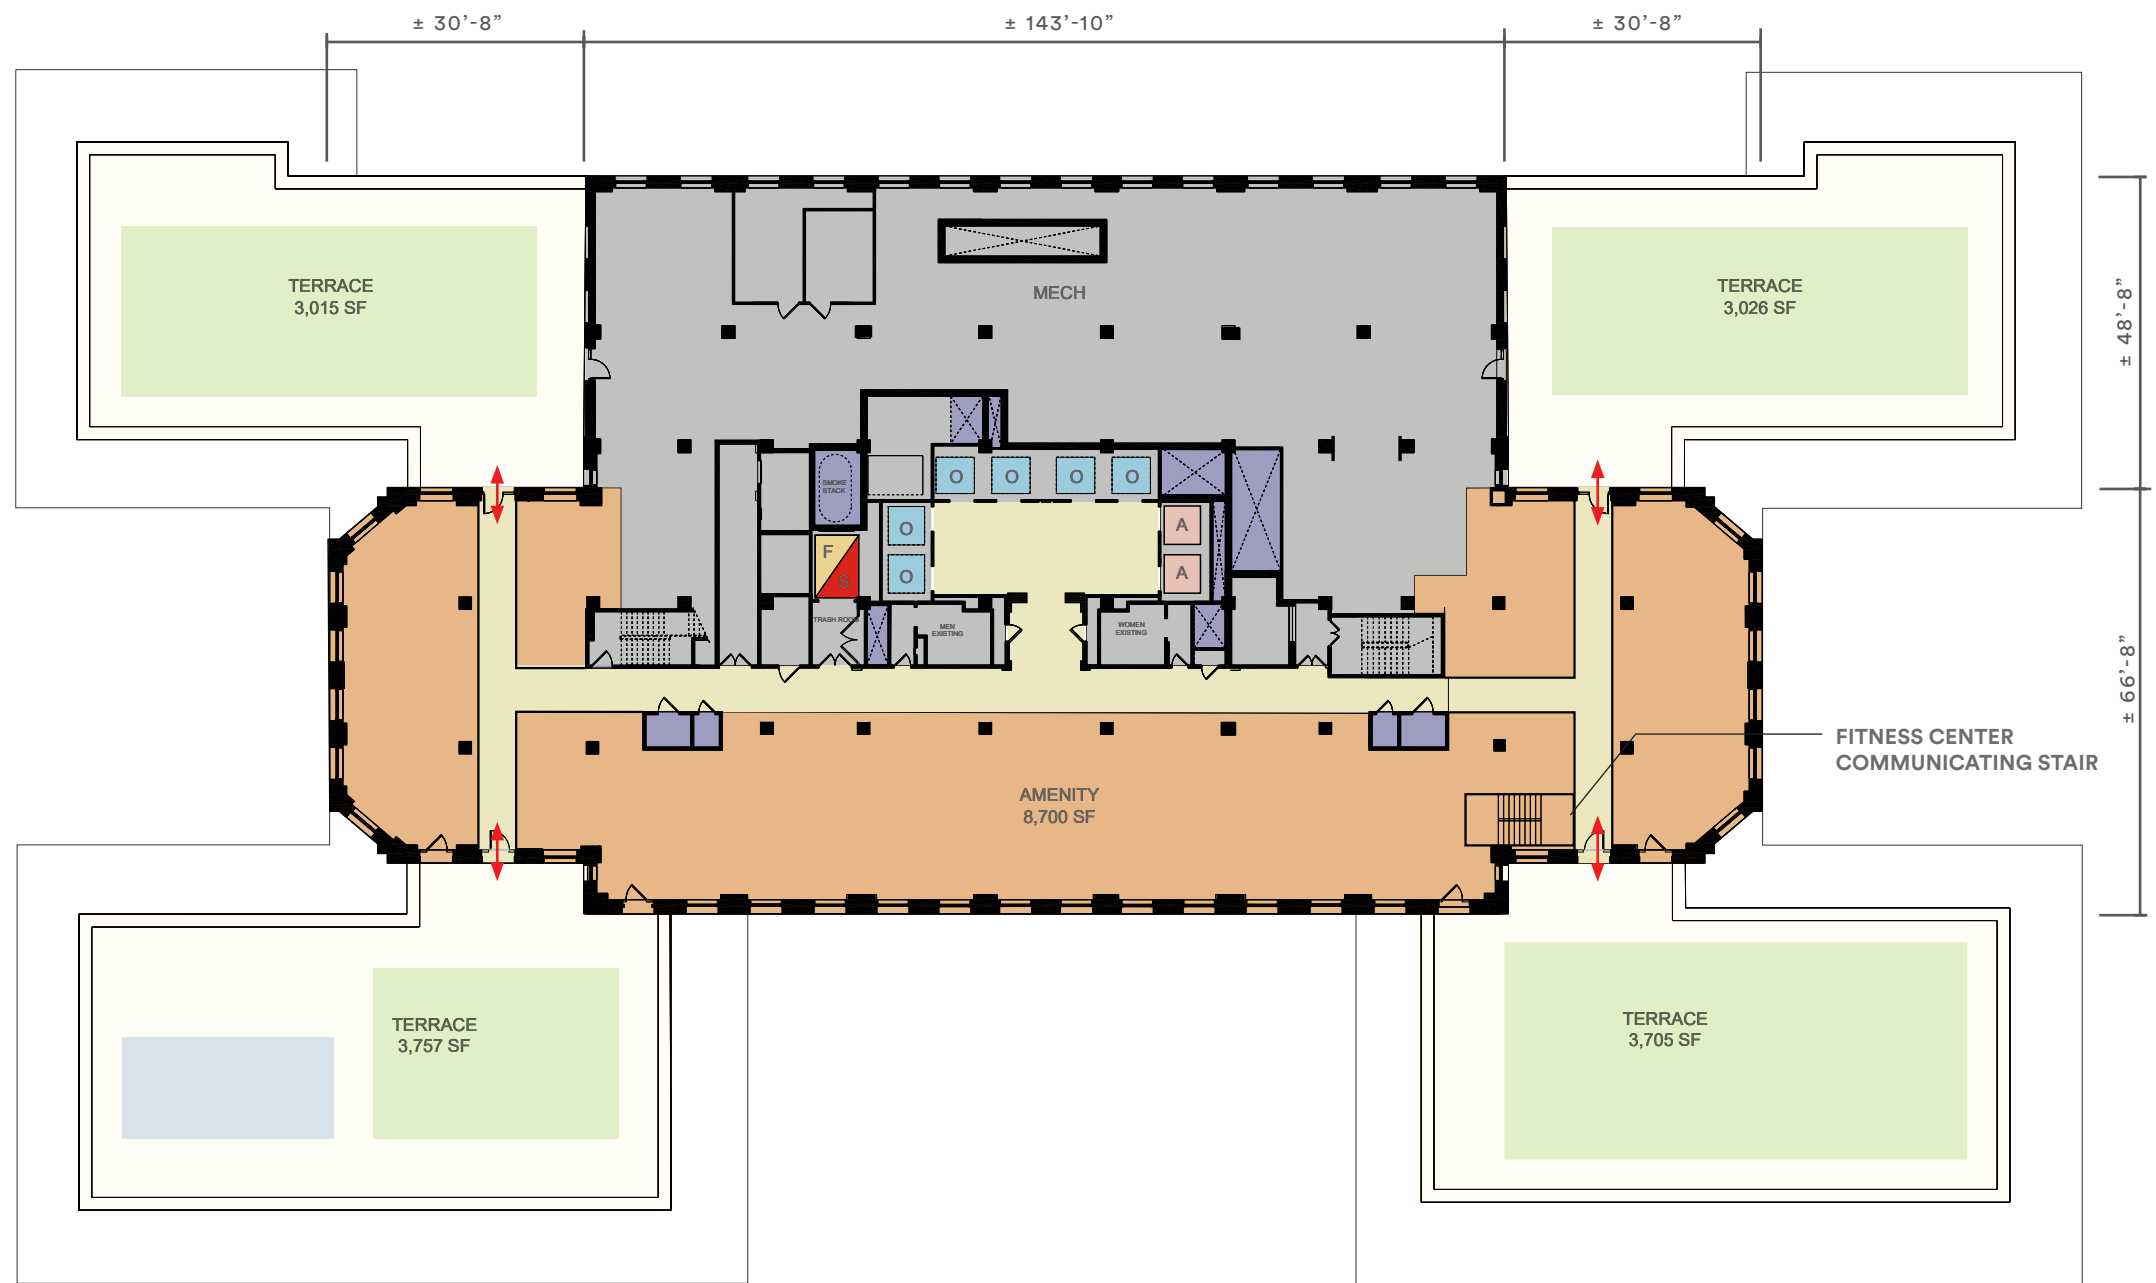 ± 30’-8”
± 143’-10”
± 30’-8”
TERRACE
3,015 SF
MECH
TERRACE
3,026 SF
± 48’-8”
SMOKE
STACK
O
O
O
O
O
O
A
A
F
S
TRASH ROOM
MEN
EXISTING
WOMEN
EXISTING
± 66’-8”
FITNESS CENTER
COMMUNICATING STAIR
AMENITY
8,700 SF
TERRACE
3,757 SF
TERRACE
3,705 SF